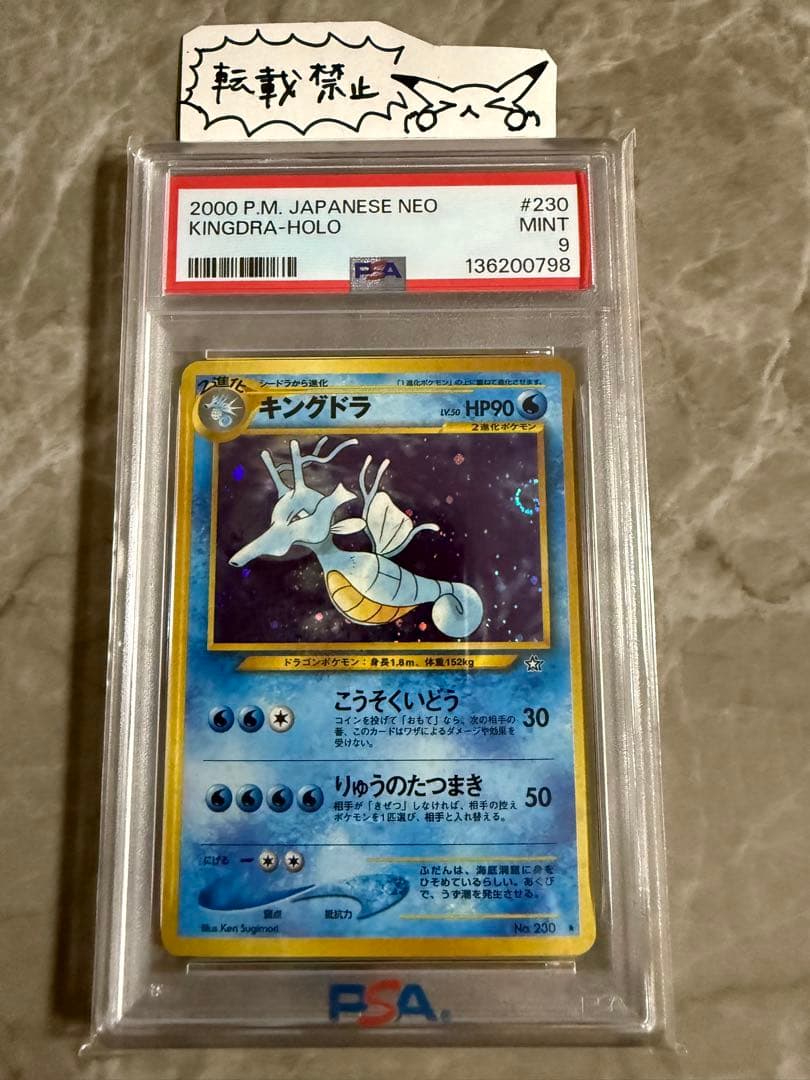 転載禁止
2000 P.M. JAPANESE NEO #230
KINGDRA-HOLO MINT
9
PSA 136200798
2進化 シードラから進化 「1進化ポケモン」の上に重ねて進化させます。
キングドラ LV.50 HP90
2進化ポケモン
ドラゴンポケモン：身長1.8m、体重152kg
こうそくいどう 30
コインを投げて「おもて」なら、次の相手の
番、このカードはワザによるダメージや効果を
受けない。
りゅうのたつまき 50
相手が「きぜつ」しなければ、相手の控え
ポケモンを1匹選び、相手と入れ替える。
にげる
ふだんは、海底洞窟に身を
ひそめているらしい。あくび
で、うず潮を発生させる。
弱点 抵抗力
Illus. Ken Sugimori No. 230
PSA